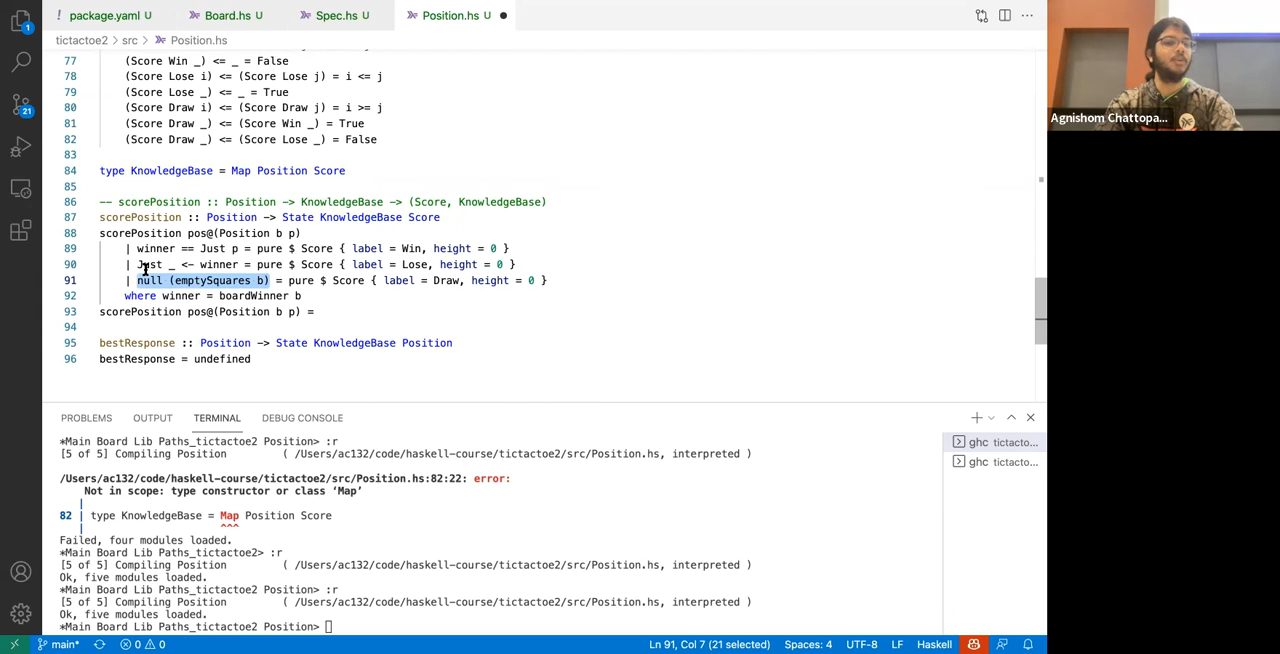 ! package.yaml U
Board.hs U
Spec.hs U
Position.hs U
tictactoe2 > src > Position.hs
77 (Score Win _) <= _ = False
78 (Score Lose i) <= (Score Lose j) = i <= j
79 (Score Lose _) <= _ = True
80 (Score Draw i) <= (Score Draw j) = i >= j
81 (Score Draw _) <= (Score Win _) = True
82 (Score Draw _) <= (Score Lose _) = False
83
84 type KnowledgeBase = Map Position Score
85
86 -- scorePosition :: Position -> KnowledgeBase -> (Score, KnowledgeBase)
87 scorePosition :: Position -> State KnowledgeBase Score
88 scorePosition pos@(Position b p)
89 | winner == Just p = pure $ Score { label = Win, height = 0 }
90 | Just _ <- winner = pure $ Score { label = Lose, height = 0 }
91 | null (emptySquares b) = pure $ Score { label = Draw, height = 0 }
92 where winner = boardWinner b
93 scorePosition pos@(Position b p) =
94
95 bestResponse :: Position -> State KnowledgeBase Position
96 bestResponse = undefined
Agnishom Chattopa...
PROBLEMS OUTPUT TERMINAL DEBUG CONSOLE
*Main Board Lib Paths_tictactoe2 Position> :r
[5 of 5] Compiling Position ( /Users/ac132/code/haskell-course/tictactoe2/src/Position.hs, interpreted )
/Users/ac132/code/haskell-course/tictactoe2/src/Position.hs:82:22: error:
Not in scope: type constructor or class ‘Map’
|
82 | type KnowledgeBase = Map Position Score
| ^^^
Failed, four modules loaded.
*Main Board Lib Paths_tictactoe2> :r
[5 of 5] Compiling Position ( /Users/ac132/code/haskell-course/tictactoe2/src/Position.hs, interpreted )
Ok, five modules loaded.
*Main Board Lib Paths_tictactoe2 Position> :r
[5 of 5] Compiling Position ( /Users/ac132/code/haskell-course/tictactoe2/src/Position.hs, interpreted )
Ok, five modules loaded.
*Main Board Lib Paths_tictactoe2 Position>
ghc tictacto...
ghc tictacto...
1
21
main* 0 0 Ln 91, Col 7 (21 selected) Spaces: 4 UTF-8 LF Haskell